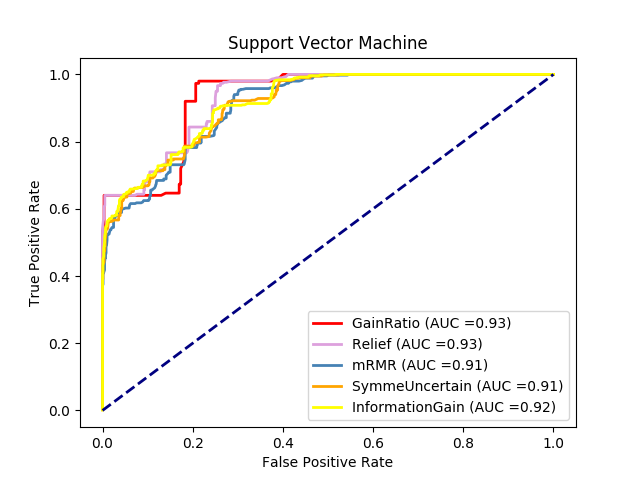 Support Vector Machine
1.0
0.8
0.6
0.4
0.2
0.0
True Positive Rate
GainRatio (AUC =0.93)
Relief (AUC =0.93)
mRMR (AUC =0.91)
SymmeUncertain (AUC =0.91)
InformationGain (AUC =0.92)
0.0 0.2 0.4 0.6 0.8 1.0
False Positive Rate